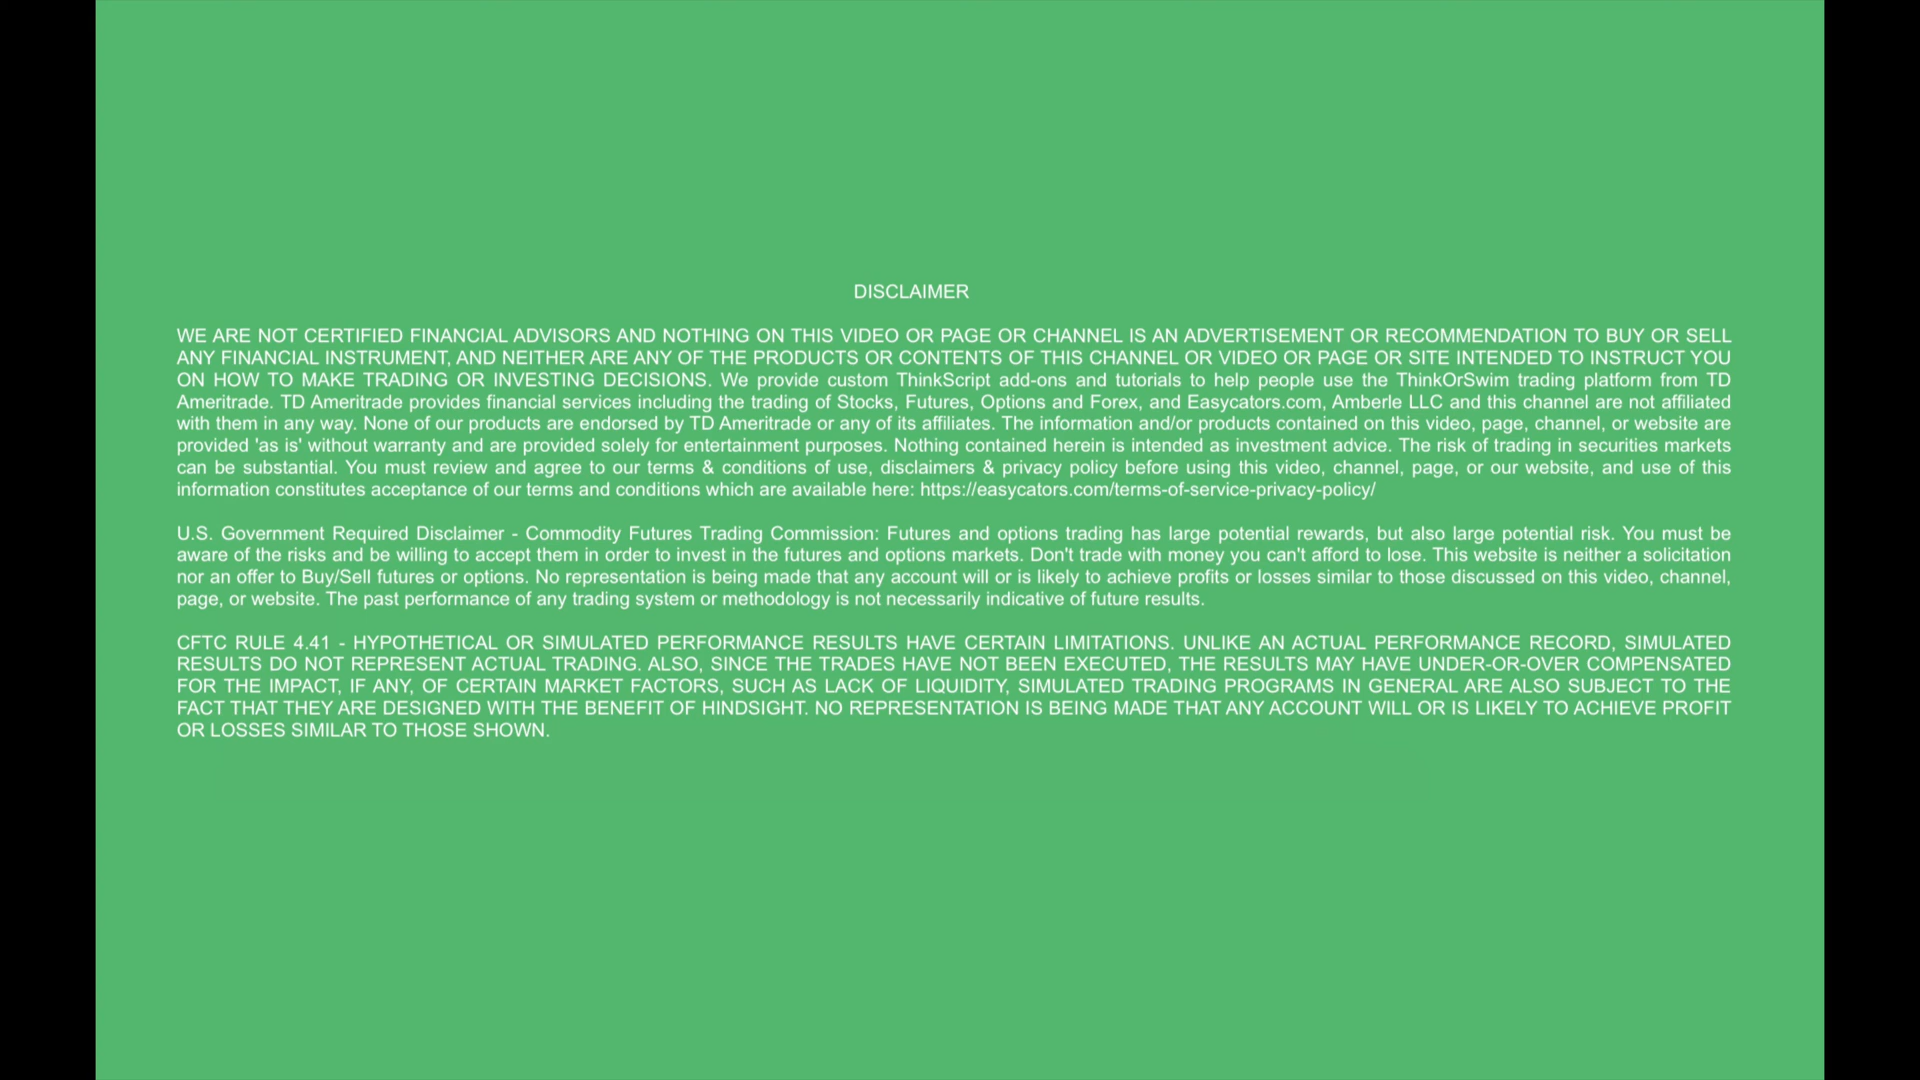 DISCLAIMER
WE ARE NOT CERTIFIED FINANCIAL ADVISORS AND NOTHING ON THIS VIDEO OR PAGE OR CHANNEL IS AN ADVERTISEMENT OR RECOMMENDATION TO BUY OR SELL
ANY FINANCIAL INSTRUMENT, AND NEITHER ARE ANY OF THE PRODUCTS OR CONTENTS OF THIS CHANNEL OR VIDEO OR PAGE OR SITE INTENDED TO INSTRUCT YOU
ON HOW TO MAKE TRADING OR INVESTING DECISIONS. We provide custom ThinkScript add-ons and tutorials to help people use the ThinkOrSwim trading platform from TD
Ameritrade. TD Ameritrade provides financial services including the trading of Stocks, Futures, Options and Forex, and Easycators.com, Amberle LLC and this channel are not affiliated
with them in any way. None of our products are endorsed by TD Ameritrade or any of its affiliates. The information and/or products contained on this video, page, channel, or website are
provided 'as is' without warranty and are provided solely for entertainment purposes. Nothing contained herein is intended as investment advice. The risk of trading in securities markets
can be substantial. You must review and agree to our terms & conditions of use, disclaimers & privacy policy before using this video, channel, page, or our website, and use of this
information constitutes acceptance of our terms and conditions which are available here: https://easycators.com/terms-of-service-privacy-policy/
U.S. Government Required Disclaimer - Commodity Futures Trading Commission: Futures and options trading has large potential rewards, but also large potential risk. You must be
aware of the risks and be willing to accept them in order to invest in the futures and options markets. Don't trade with money you can't afford to lose. This website is neither a solicitation
nor an offer to Buy/Sell futures or options. No representation is being made that any account will or is likely to achieve profits or losses similar to those discussed on this video, channel,
page, or website. The past performance of any trading system or methodology is not necessarily indicative of future results.
CFTC RULE 4.41 - HYPOTHETICAL OR SIMULATED PERFORMANCE RESULTS HAVE CERTAIN LIMITATIONS. UNLIKE AN ACTUAL PERFORMANCE RECORD, SIMULATED
RESULTS DO NOT REPRESENT ACTUAL TRADING. ALSO, SINCE THE TRADES HAVE NOT BEEN EXECUTED, THE RESULTS MAY HAVE UNDER-OR-OVER COMPENSATED
FOR THE IMPACT, IF ANY, OF CERTAIN MARKET FACTORS, SUCH AS LACK OF LIQUIDITY, SIMULATED TRADING PROGRAMS IN GENERAL ARE ALSO SUBJECT TO THE
FACT THAT THEY ARE DESIGNED WITH THE BENEFIT OF HINDSIGHT. NO REPRESENTATION IS BEING MADE THAT ANY ACCOUNT WILL OR IS LIKELY TO ACHIEVE PROFIT
OR LOSSES SIMILAR TO THOSE SHOWN.